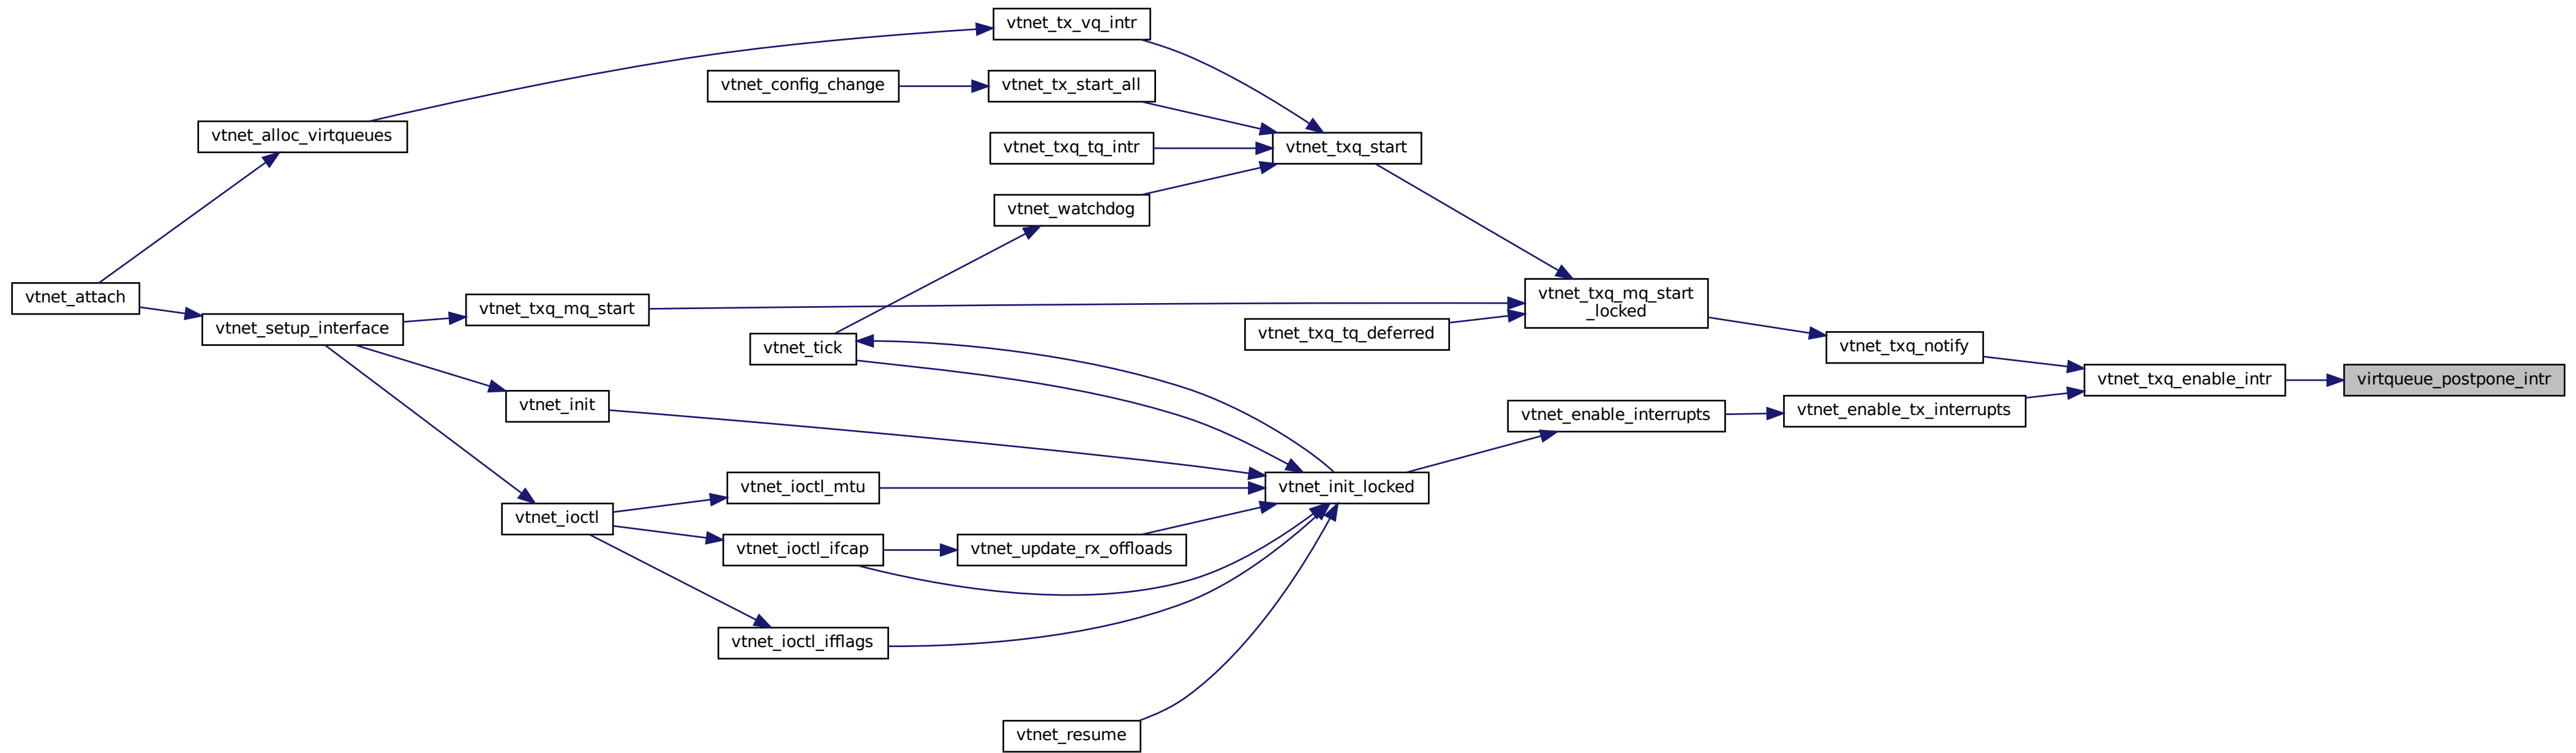 vtnet_tx_vq_intr
vtnet_config_change
vtnet_tx_start_all
vtnet_alloc_virtqueues
vtnet_txq_tq_intr
vtnet_txq_start
vtnet_watchdog
vtnet_attach
vtnet_setup_interface
vtnet_txq_mq_start
vtnet_txq_mq_start
_locked
vtnet_txq_tq_deferred
vtnet_tick
vtnet_txq_notify
vtnet_txq_enable_intr
virtqueue_postpone_intr
vtnet_init
vtnet_enable_interrupts
vtnet_enable_tx_interrupts
vtnet_ioctl_mtu
vtnet_init_locked
vtnet_ioctl
vtnet_ioctl_ifcap
vtnet_update_rx_offloads
vtnet_ioctl_ifflags
vtnet_resume